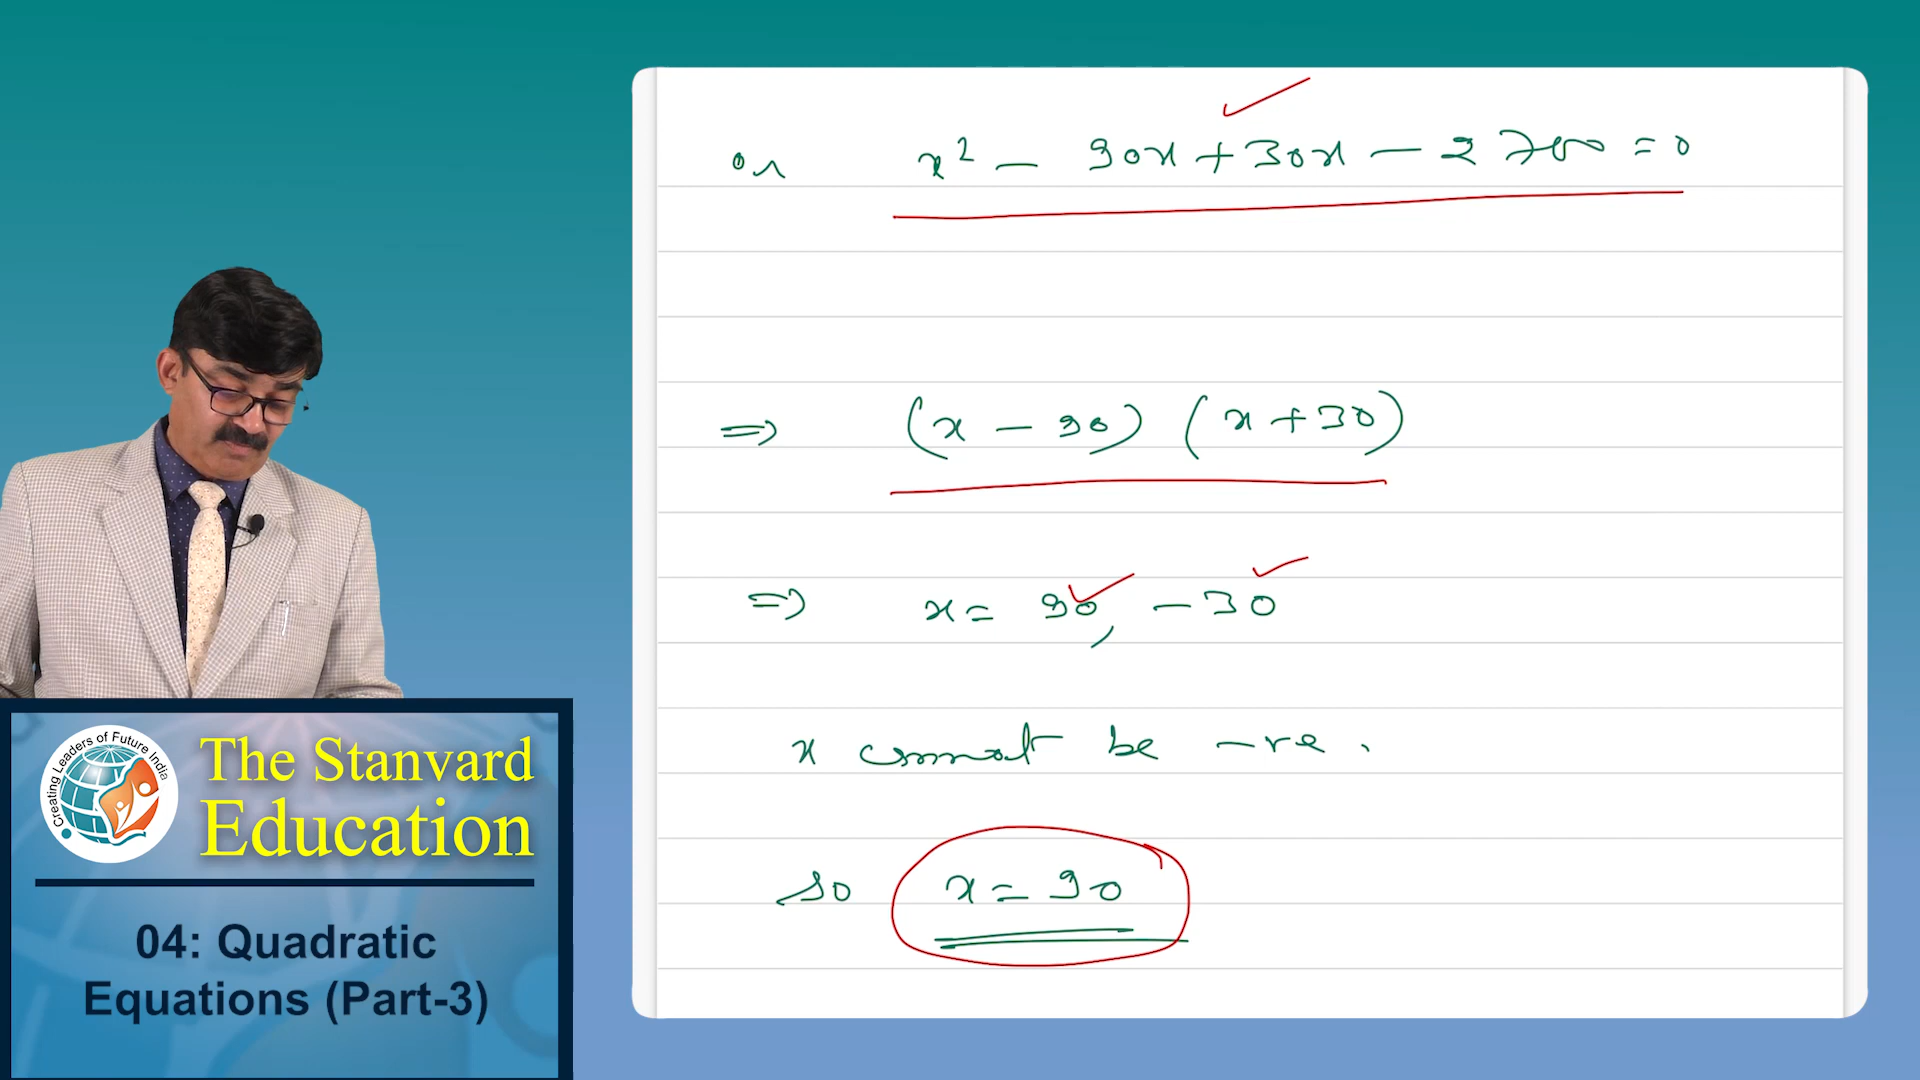 or x² - 90x + 30x - 2700 = 0
⇒ (x - 90) (x + 30)
⇒ x = 90, -30
x cannot be -ve.
so x = 90
Creating Leaders of Future India
The Stanvard
Education
04: Quadratic
Equations (Part-3)